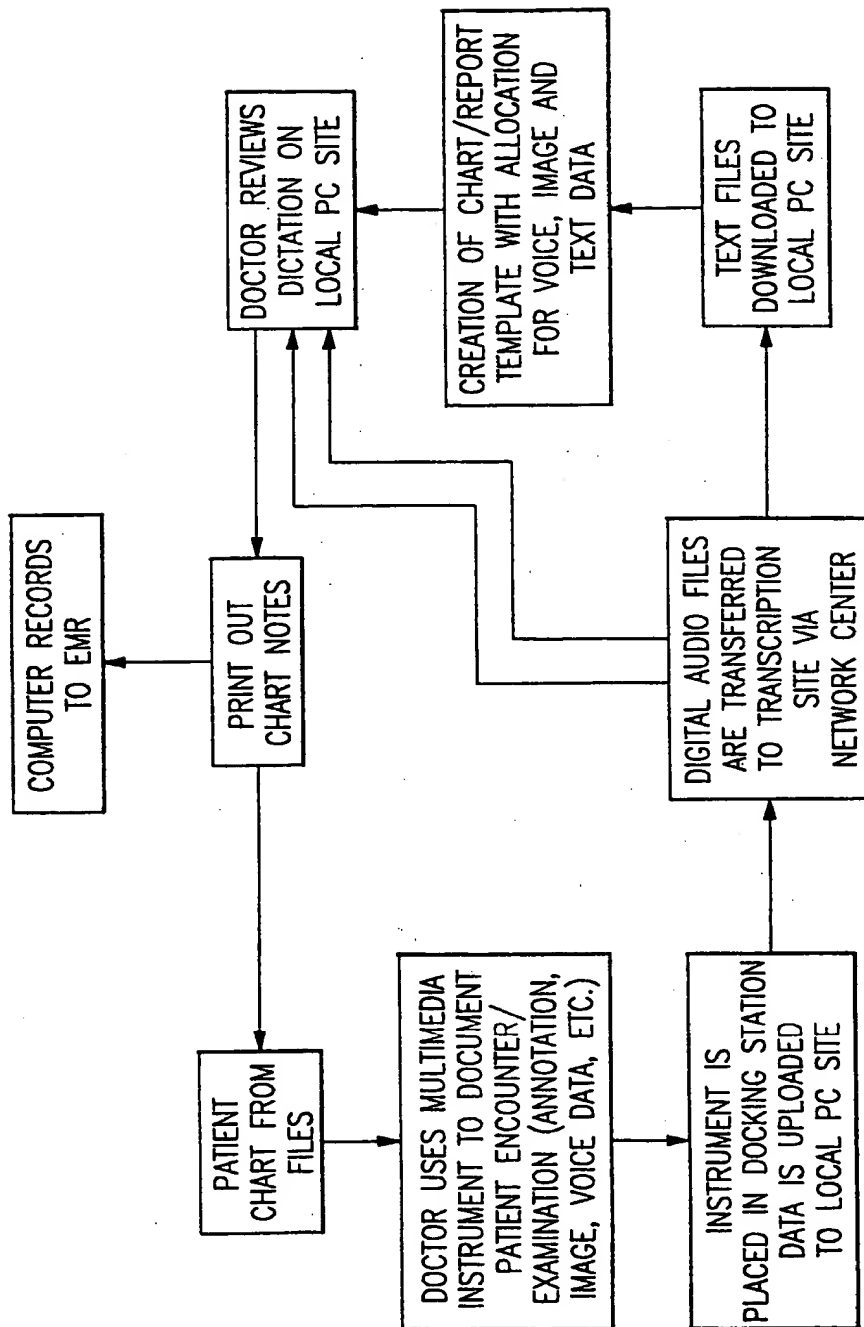 COMPUTER RECORDS
TO EMR
PRINT OUT
CHART NOTES
DOCTOR REVIEWS
DICTATION ON
LOCAL PC SITE
PATIENT
CHART FROM
FILES
CREATION OF CHART/REPORT
TEMPLATE WITH ALLOCATION
FOR VOICE, IMAGE AND
TEXT DATA
DOCTOR USES MULTIMEDIA
INSTRUMENT TO DOCUMENT
PATIENT ENCOUNTER/
EXAMINATION (ANNOTATION,
IMAGE, VOICE DATA, ETC.)
INSTRUMENT IS
PLACED IN DOCKING STATION
DATA IS UPLOADED
TO LOCAL PC SITE
DIGITAL AUDIO FILES
ARE TRANSFERRED
TO TRANSCRIPTION
SITE VIA
NETWORK CENTER
TEXT FILES
DOWNLOADED TO
LOCAL PC SITE